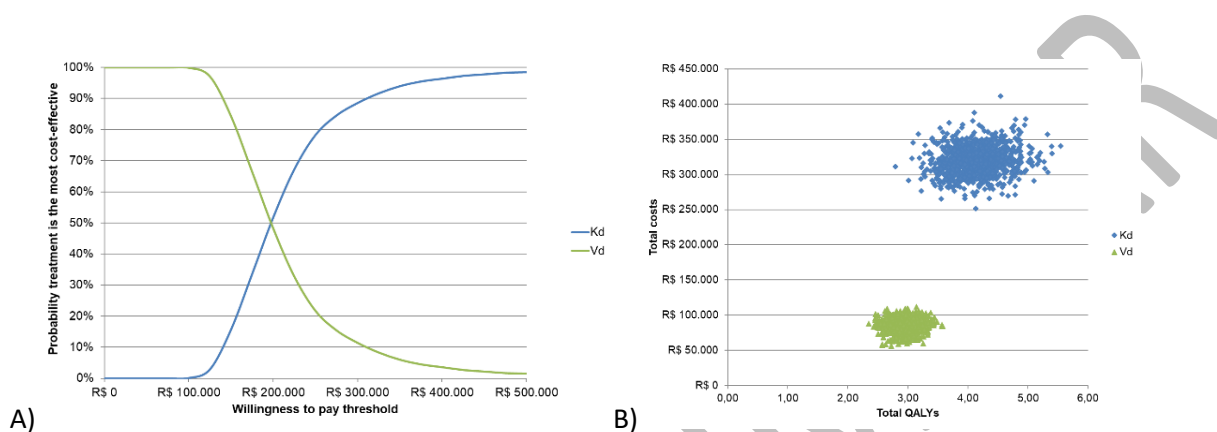 100%
90%
80%
70%
60%
50%
40%
30%
20%
10%
0%
Probability treatment is the most cost-effective
R$ 0 R$ 100.000 R$ 200.000 R$ 300.000 R$ 400.000 R$ 500.000
Willingness to pay threshold
Kd
Vd
A)
R$ 450.000
R$ 400.000
R$ 350.000
R$ 300.000
R$ 250.000
R$ 200.000
R$ 150.000
R$ 100.000
R$ 50.000
R$ 0
Total costs
0,00 1,00 2,00 3,00 4,00 5,00 6,00
Total QALYs
Kd
Vd
B)